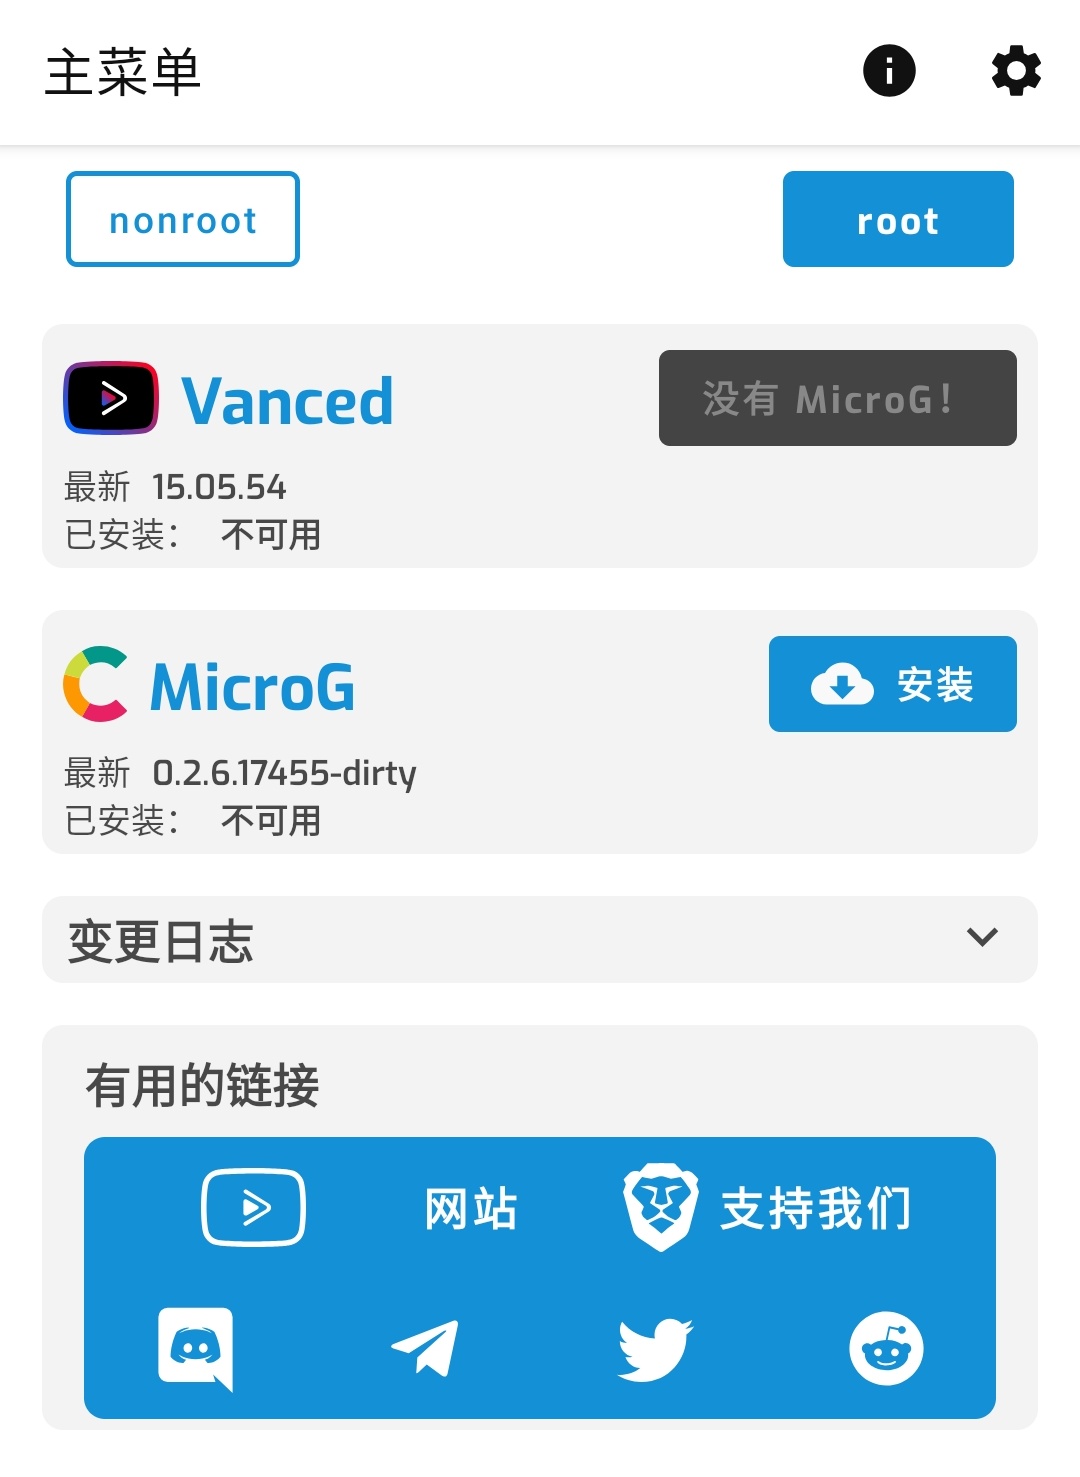 主菜单
nonroot
root
Vanced
没有 MicroG!
最新 15.05.54
已安装: 不可用
MicroG
安装
最新 0.2.6.17455-dirty
已安装: 不可用
变更日志
有用的链接
网站
支持我们